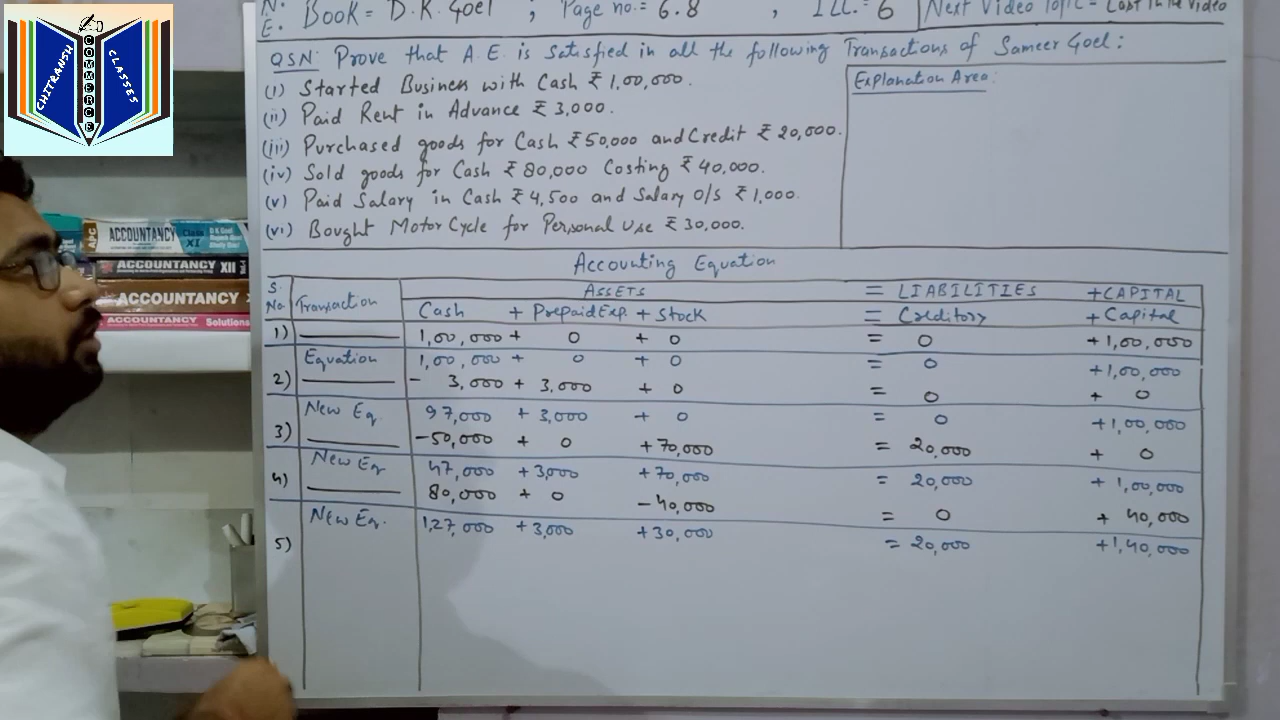 N. Book = D.K. Goel ; Page no.: = 6.8 , ILL.: = 6 Next Video Topic = Last in the Video
E.
QSN: Prove that A.E. is Satisfied in all the following Transactions of Sameer Goel:
(i) Started Business with Cash ₹ 1,00,000.
(ii) Paid Rent in Advance ₹ 3,000.
(iii) Purchased goods for Cash ₹ 50,000 and Credit ₹ 20,000.
(iv) Sold goods for Cash ₹ 80,000 Costing ₹ 40,000.
(v) Paid Salary in Cash ₹ 4,500 and Salary O/S ₹ 1,000.
(vi) Bought MotorCycle for Personal Use ₹ 30,000.
Explanation Area:
Accounting Equation
S. No. Transaction ASSETS = LIABILITIES + CAPITAL
Cash + Prepaid Exp. + Stock = Creditors + Capital
1) 1,00,000 + 0 + 0 = 0 + 1,00,000
Equation 1,00,000 + 0 + 0 = 0 + 1,00,000
2) - 3,000 + 3,000 + 0 = 0 + 0
New Eq. 97,000 + 3,000 + 0 = 0 + 1,00,000
3) -50,000 + 0 + 70,000 = 20,000 + 0
New Eq 47,000 + 3,000 + 70,000 = 20,000 + 1,00,000
4) 80,000 + 0 - 40,000 = 0 + 40,000
New Eq. 1,27,000 + 3,000 + 30,000 = 20,000 + 1,40,000
5)
CHITRANSH COMMERCE CLASSES
APC ACCOUNTANCY Class XI D K Goel
ACCOUNTANCY XII
ACCOUNTANCY
ACCOUNTANCY Solutions